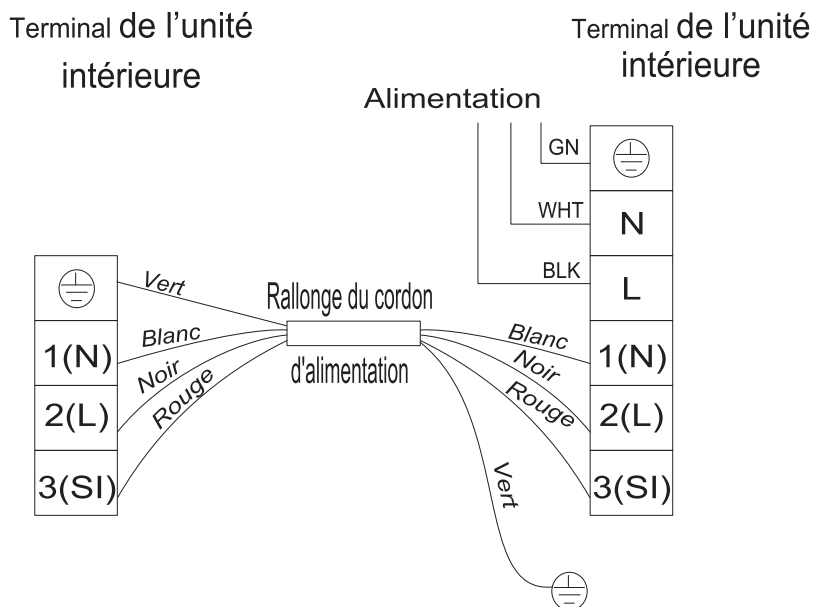 Terminal de l'unité
intérieure
Terminal de l'unité
intérieure
Alimentation
GN
WHT
N
BLK
L
Vert
Rallonge du cordon
d'alimentation
1(N)
Blanc
2(L)
Noir
3(SI)
Rouge
Blanc
1(N)
Noir
2(L)
Rouge
3(SI)
Vert